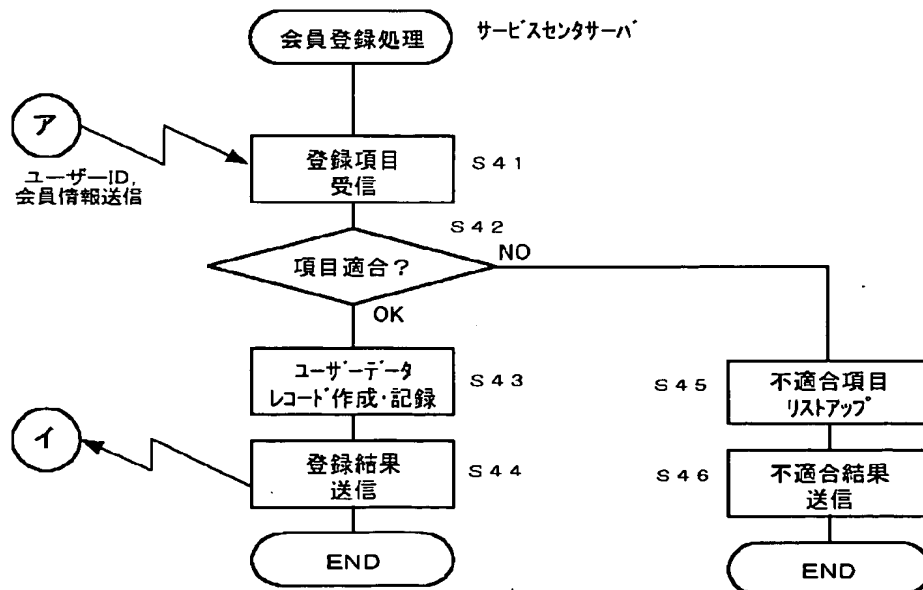 会員登録処理
サービスセンタサーバ
ア
ユーザーID,
会員情報送信
登録項目
受信
S41
S42
項目適合?
NO
OK
ユーザーデータ
レコード作成・記録
S43
S45
不適合項目
リストアップ
イ
登録結果
送信
S44
S46
不適合結果
送信
END
END